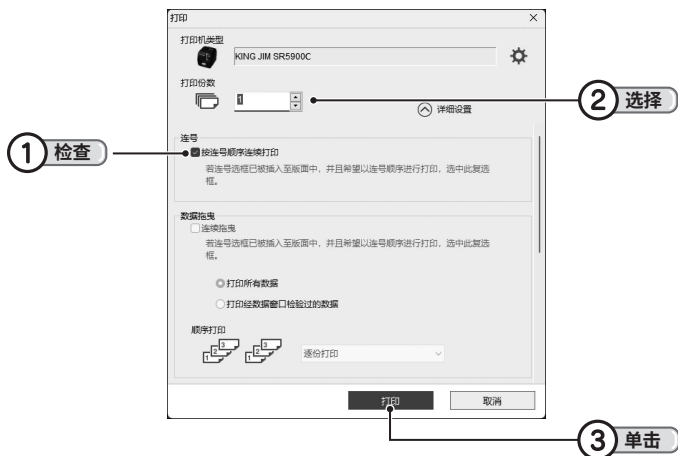 打印
打印机类型
KING JIM SR5900C
打印份数
1
② 选择
详细设置
连号
① 检查
按连号顺序连续打印
若连号选框已被插入至版面中，并且希望以连号顺序进行打印，选中此复选
框。
数据拖曳
连续拖曳
若连号选框已被插入至版面中，并且希望以连号顺序进行打印，选中此复选
框。
打印所有数据
打印经数据窗口检验过的数据
顺序打印
1 2 3 1 2 3
逐份打印
打印 取消
③ 单击